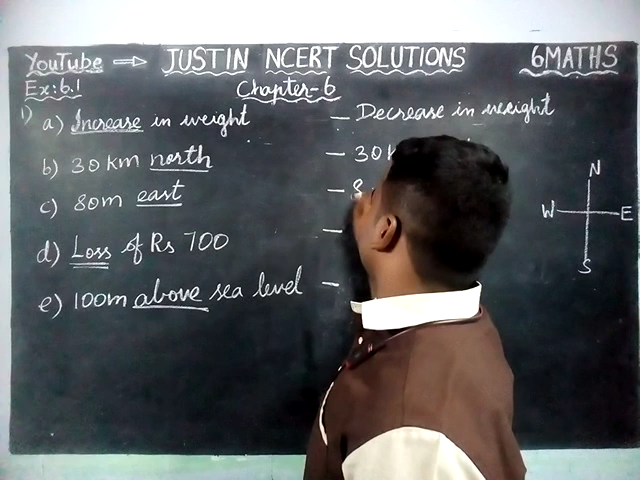 YouTube ⇒ JUSTIN NCERT SOLUTIONS 6MATHS
Ex:6.1 Chapter-6
1) a) Increase in weight — Decrease in weight
b) 30 km north — 30
c) 80m east — 8
d) Loss of Rs 700 —
e) 100m above sea level —
N
W E
S